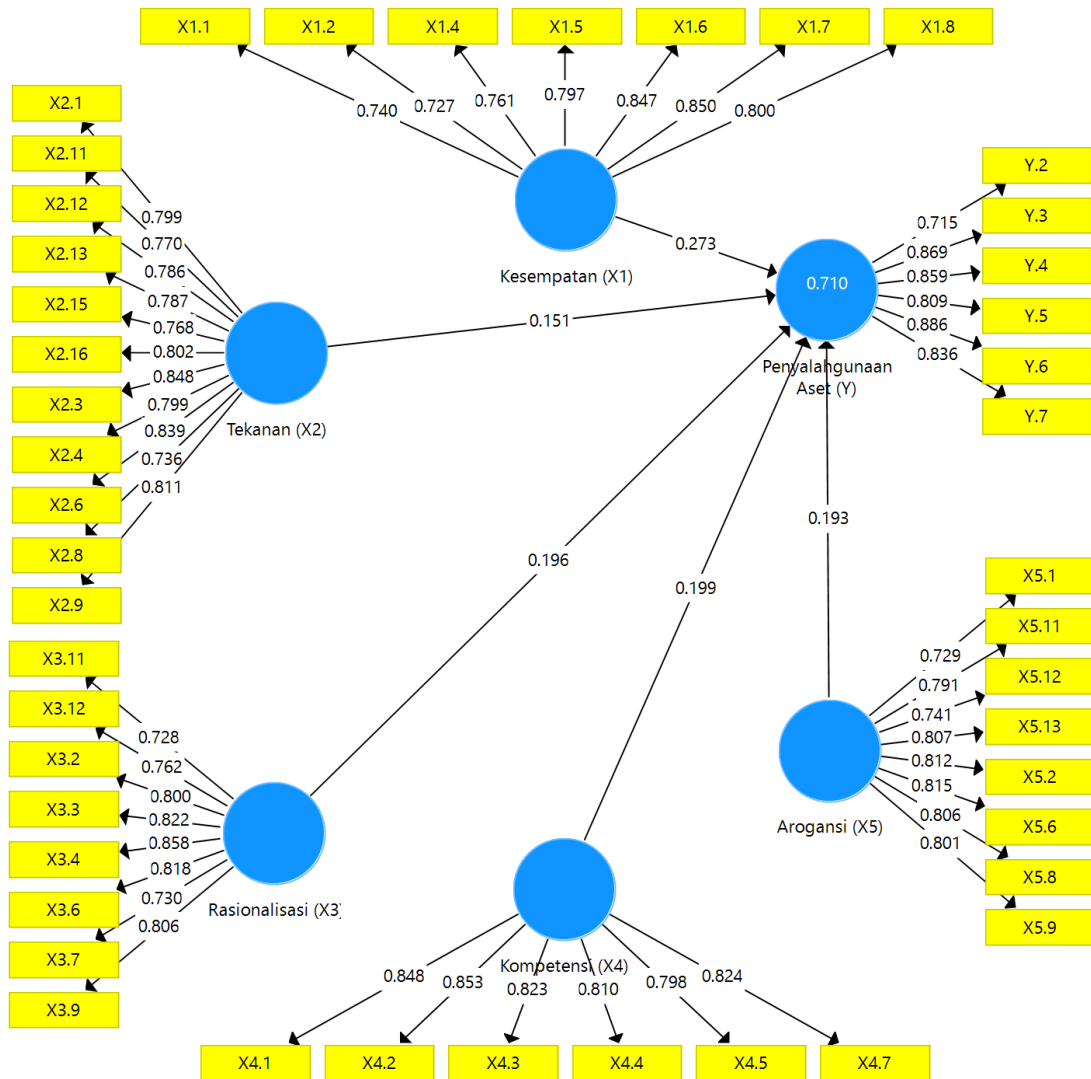 X1.1 X1.2 X1.4 X1.5 X1.6 X1.7 X1.8
0.740 0.727 0.761 0.797 0.847 0.850 0.800
Kesempatan (X1)
0.273
X2.1
X2.11
X2.12
X2.13
X2.15
X2.16
X2.3
X2.4
X2.6
X2.8
X2.9
0.799
0.770
0.786
0.787
0.768
0.802
0.848
0.799
0.839
0.736
0.811
Tekanan (X2)
0.151
0.710
Penyalahgunaan
Aset (Y)
0.715
0.869
0.859
0.809
0.886
0.836
Y.2
Y.3
Y.4
Y.5
Y.6
Y.7
0.196
0.199
0.193
X3.11
X3.12
X3.2
X3.3
X3.4
X3.6
X3.7
X3.9
0.728
0.762
0.800
0.822
0.858
0.818
0.730
0.806
Rasionalisasi (X3)
Arogansi (X5)
0.729
0.791
0.741
0.807
0.812
0.815
0.806
0.801
X5.1
X5.11
X5.12
X5.13
X5.2
X5.6
X5.8
X5.9
Kompetensi (X4)
0.848 0.853 0.823 0.810 0.798 0.824
X4.1 X4.2 X4.3 X4.4 X4.5 X4.7